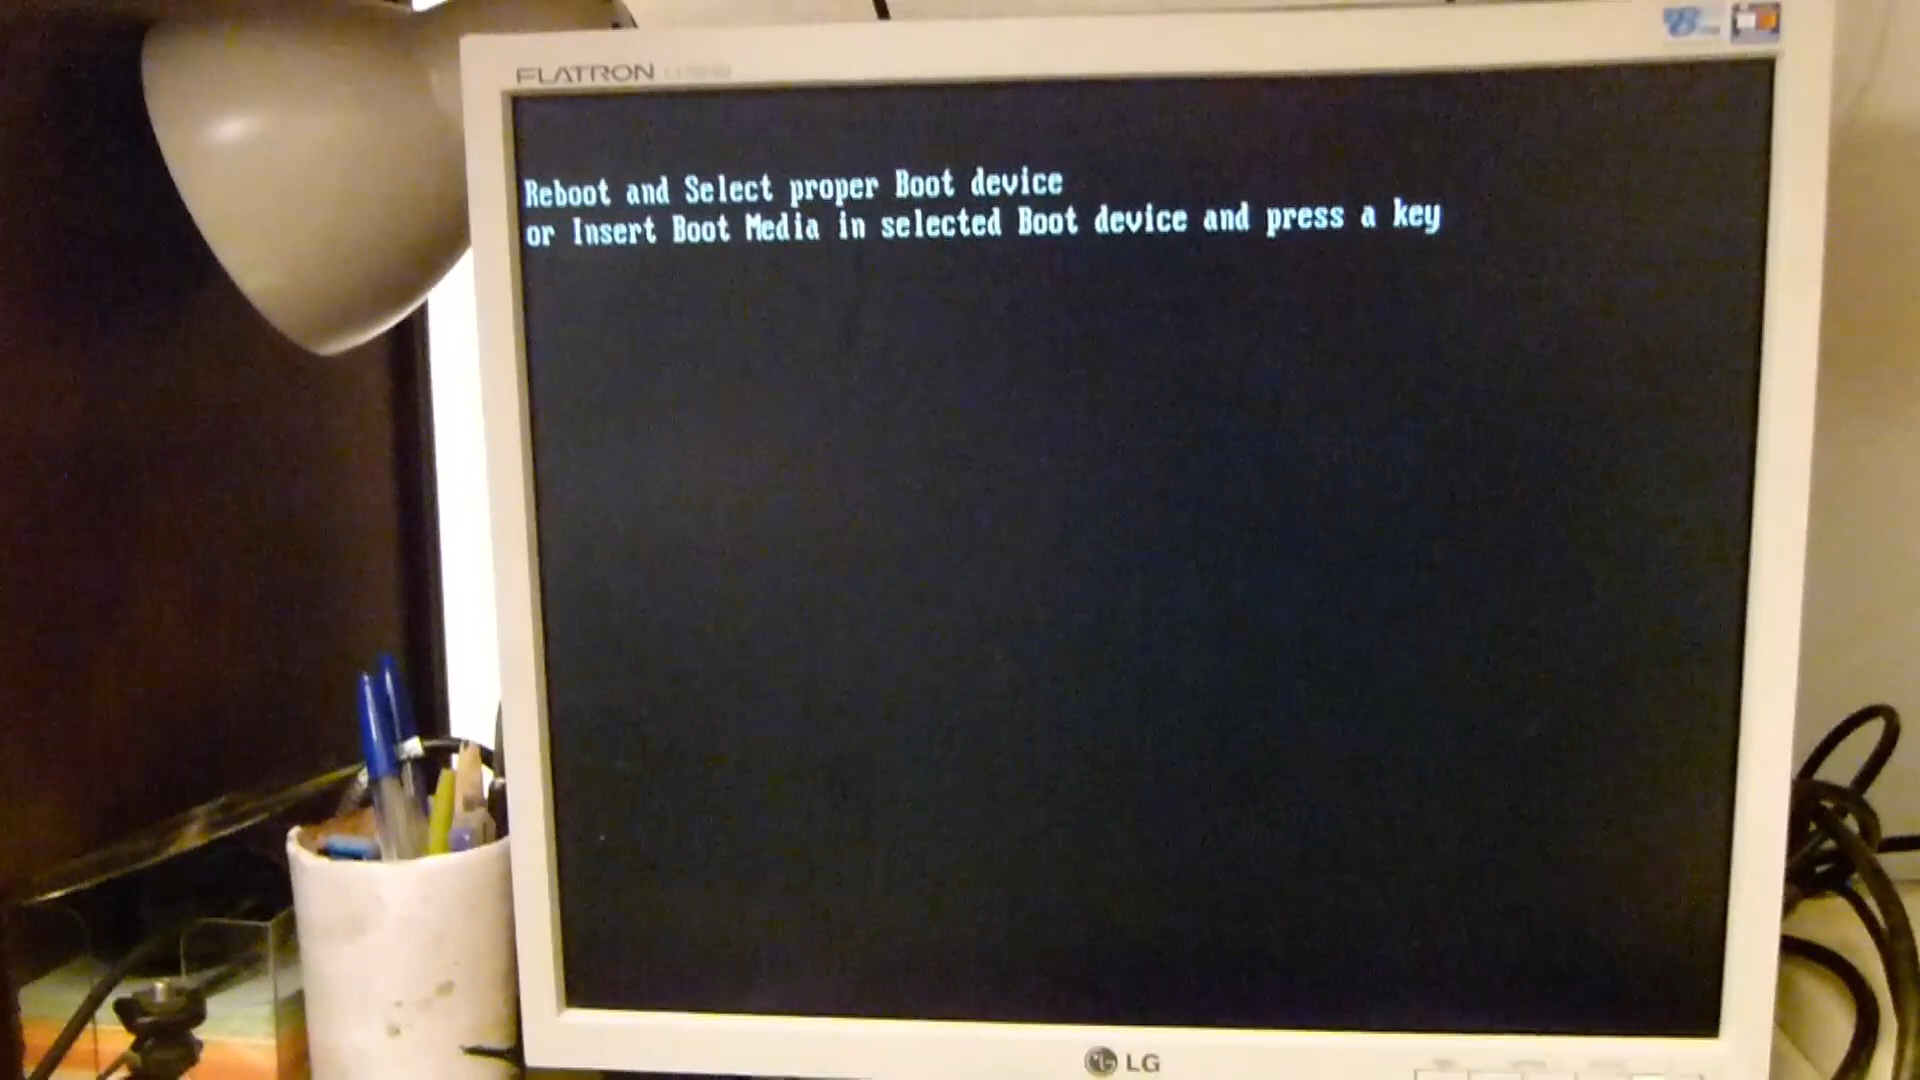 FLATRON
Reboot and Select proper Boot device
or Insert Boot Media in selected Boot device and press a key
LG